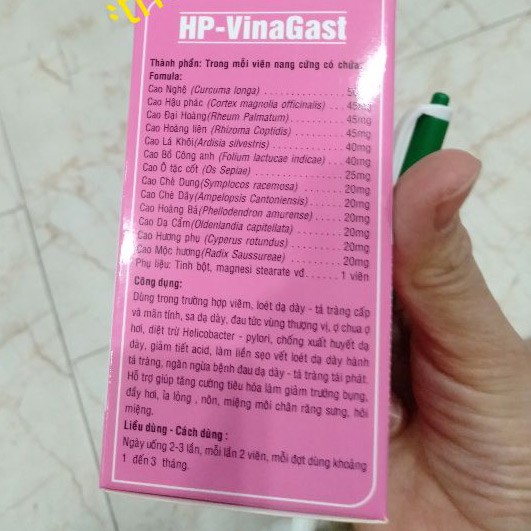 HP-VinaGast
Thành phần: Trong mỗi viên nang cứng có chứa:
Fomula:
Cao Nghệ (Curcuma longa)
Cao Hậu phác (Cortex magnolia officinalis) 45mg
Cao Đại Hoàng(Rheum Palmatum) 45mg
Cao Hoàng liên (Rhizoma Coptidis) 45mg
Cao Lá Khôi(Ardisia silvestris) 40mg
Cao Bồ Công anh (Folium lactucae indicae) 40mg
Cao Ô tặc cốt (Os Sepiae) 25mg
Cao Chè Dung(Symplocos racemosa) 20mg
Cao Chè Dây(Ampelopsis Cantoniensis) 20mg
Cao Hoàng Bá(Phellodendron amurense) 20mg
Cao Dạ Cẩm(Oldenlandia capitellata) 20mg
Cao Hương phụ (Cyperus rotundus) 20mg
Cao Mộc hương(Radix Saussureae) 20mg
Phụ liệu: Tinh bột, magnesi stearate vđ 1 viên
Công dụng:
Dùng trong trường hợp viêm, loét dạ dày - tá tràng cấp
và mãn tính, sa dạ dày, đau tức vùng thượng vị, ợ chua ợ
hơi, diệt trừ Helicobacter - pylori, chống xuất huyết dạ
dày, giảm tiết acid, làm liền sẹo vết loét dạ dày hành
tá tràng, ngăn ngừa bệnh đau dạ dày - tá tràng tái phát.
Hỗ trợ giúp tăng cường tiêu hóa làm giảm trướng bụng,
đầy hơi, ỉa lỏng , nôn, miệng môi chân răng sưng, hôi
miệng.
Liều dùng - Cách dùng :
Ngày uống 2-3 lần, mỗi lần 2 viên, mỗi đợt dùng khoảng
1 đến 3 tháng.